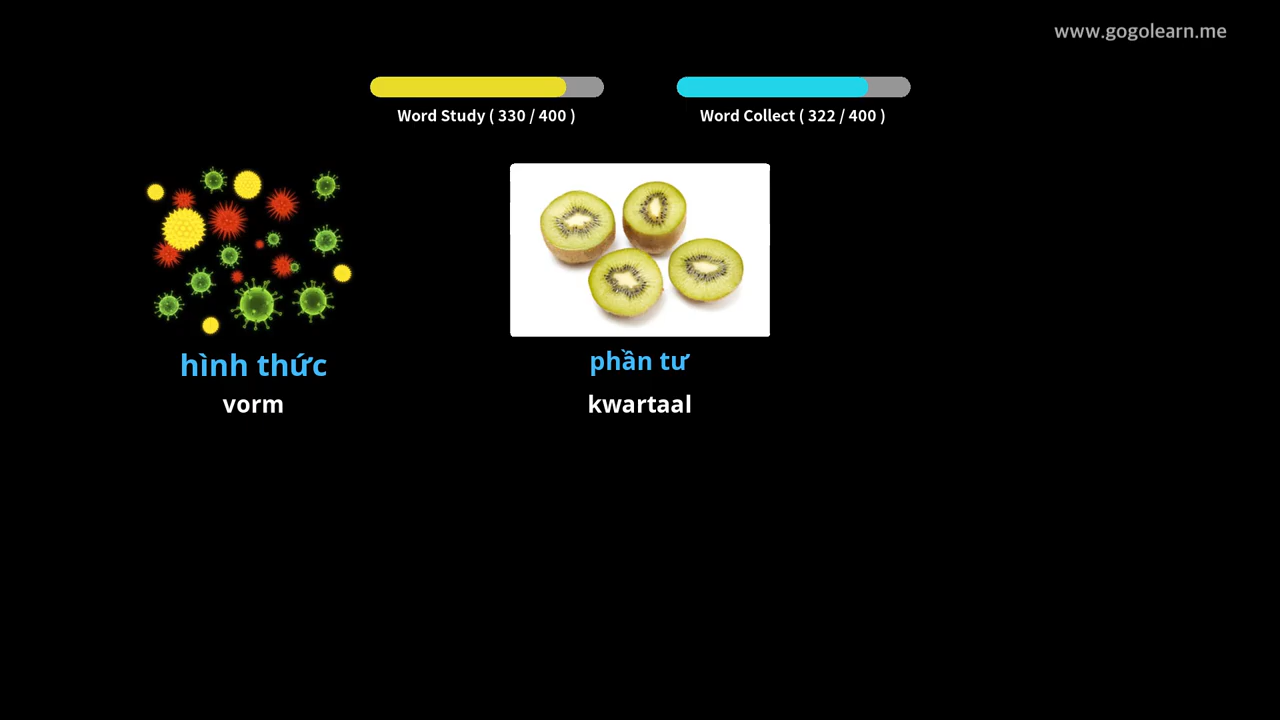 www.gogolearn.me
Word Study ( 330 / 400 )
Word Collect ( 322 / 400 )
hình thức
vorm
phần tư
kwartaal